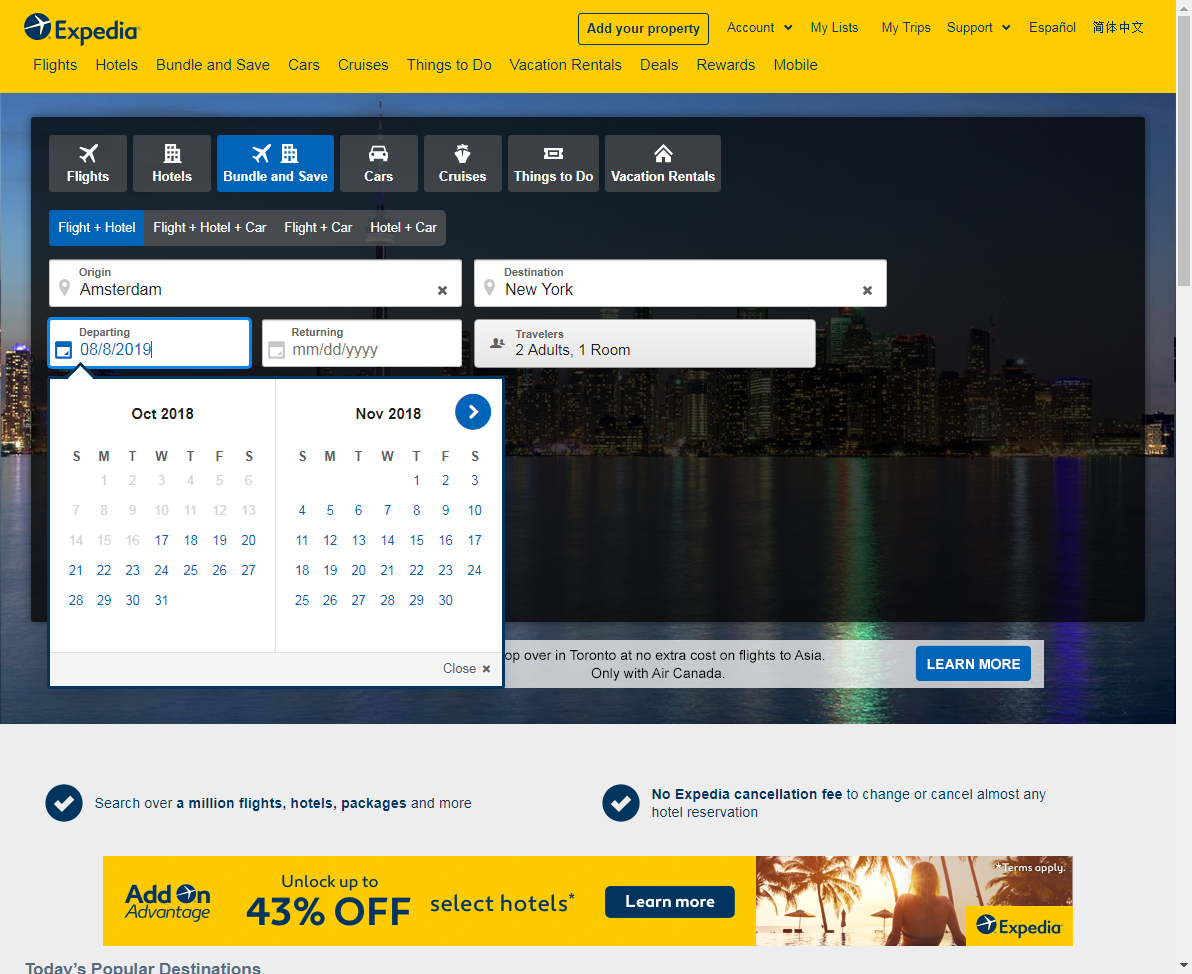 Expedia
Add your property
Account
My Lists
My Trips
Support
Español
简体中文
Flights
Hotels
Bundle and Save
Cars
Cruises
Things to Do
Vacation Rentals
Deals
Rewards
Mobile
Flights
Hotels
Bundle and Save
Cars
Cruises
Things to Do
Vacation Rentals
Flight + Hotel
Flight + Hotel + Car
Flight + Car
Hotel + Car
Origin
Amsterdam
Destination
New York
Departing
08/8/2019
Returning
mm/dd/yyyy
Travelers
2 Adults, 1 Room
Oct 2018
S M T W T F S
1 2 3 4 5 6
7 8 9 10 11 12 13
14 15 16 17 18 19 20
21 22 23 24 25 26 27
28 29 30 31
Nov 2018
S M T W T F S
1 2 3
4 5 6 7 8 9 10
11 12 13 14 15 16 17
18 19 20 21 22 23 24
25 26 27 28 29 30
Close
op over in Toronto at no extra cost on flights to Asia.
Only with Air Canada.
LEARN MORE
Search over a million flights, hotels, packages and more
No Expedia cancellation fee to change or cancel almost any
hotel reservation
Add On
Advantage
Unlock up to
43% OFF
select hotels*
Learn more
*Terms apply.
Expedia
Today's Popular Destinations